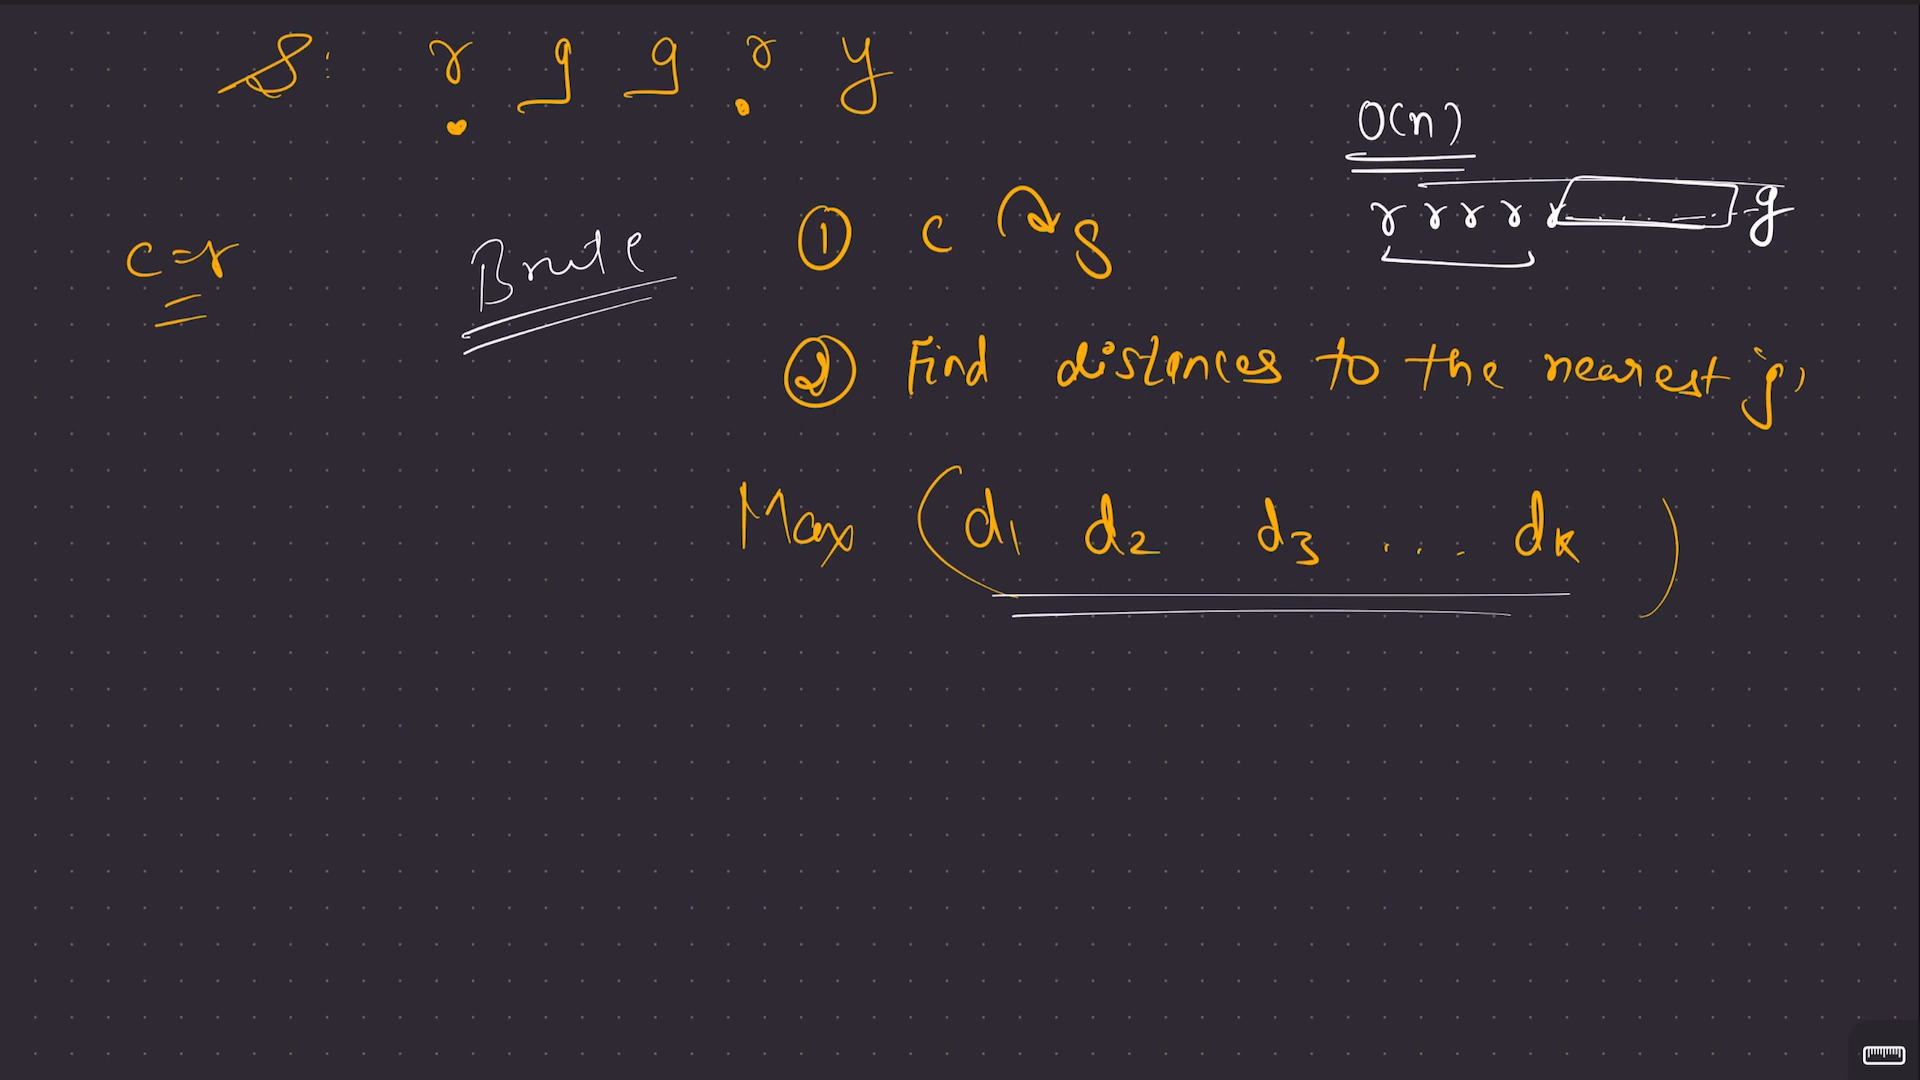 S: r g g r y
O(n)
r r r r r ..... g
c = r
Brute
① c S
② Find distances to the nearest 'g'
Max ( d1 d2 d3 .... dk )